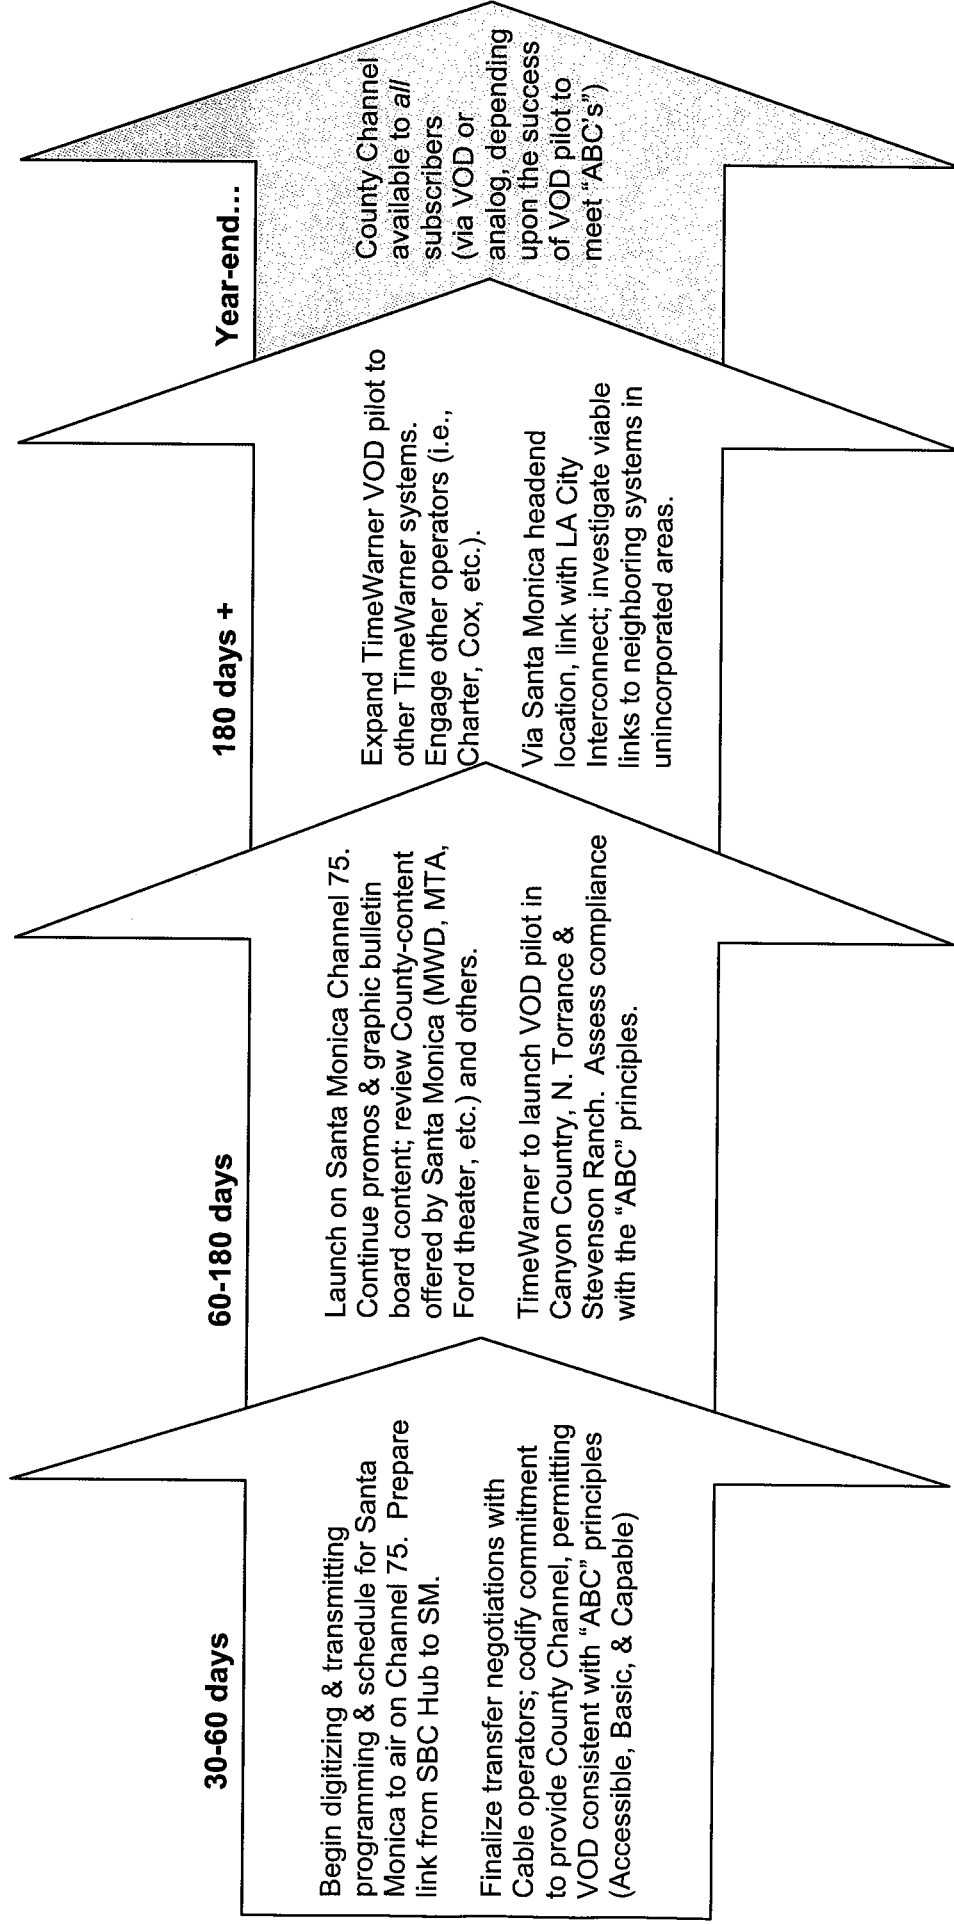 30-60 days
Begin digitizing & transmitting
programming & schedule for Santa
Monica to air on Channel 75.  Prepare
link from SBC Hub to SM.
Finalize transfer negotiations with
Cable operators; codify commitment
to provide County Channel, permitting
VOD consistent with “ABC” principles
(Accessible, Basic, & Capable)
60-180 days
Launch on Santa Monica Channel 75.
Continue promos & graphic bulletin
board content; review County-content
offered by Santa Monica (MWD, MTA,
Ford theater, etc.) and others.
TimeWarner to launch VOD pilot in
Canyon Country, N. Torrance &
Stevenson Ranch.  Assess compliance
with the “ABC” principles.
180 days +
Expand TimeWarner VOD pilot to
other TimeWarner systems.
Engage other operators (i.e.,
Charter, Cox, etc.).
Via Santa Monica headend
location, link with LA City
Interconnect; investigate viable
links to neighboring systems in
unincorporated areas.
Year-end...
County Channel
available to all
subscribers
(via VOD or
analog, depending
upon the success
of VOD pilot to
meet “ABC’s”)